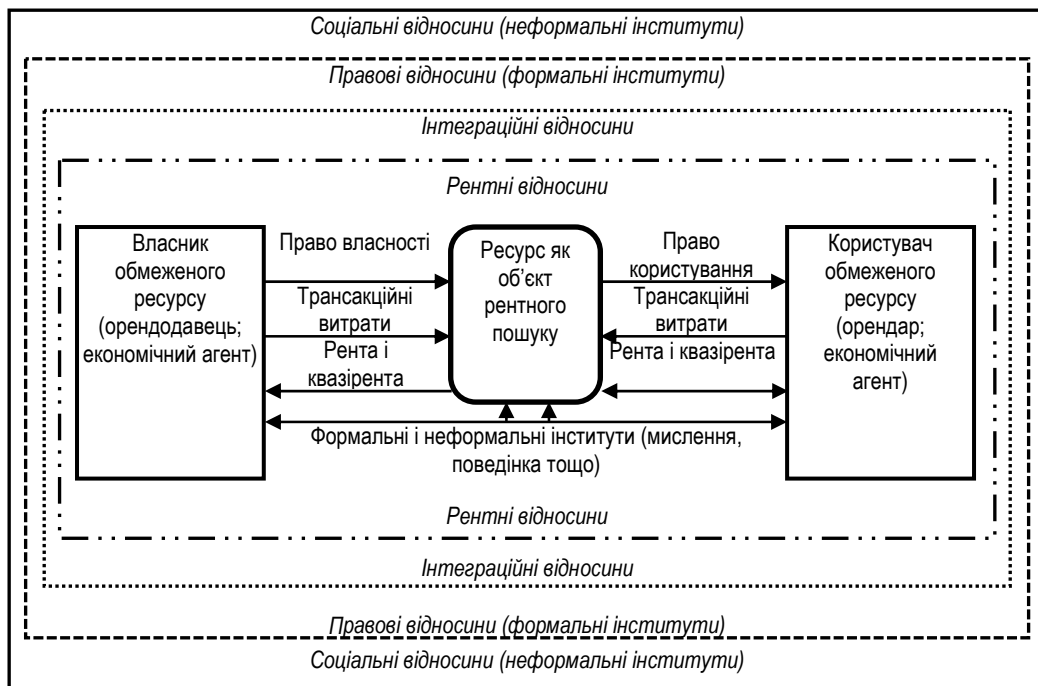 Соціальні відносини (неформальні інститути)
Правові відносини (формальні інститути)
Інтеграційні відносини
Рентні відносини
Власник
обмеженого
ресурсу
(орендодавець;
економічний агент)
Право власності
Трансакційні
витрати
Рента і
квазірента
Ресурс як
об’єкт
рентного
пошуку
Право
користування
Трансакційні
витрати
Рента і квазірента
Користувач
обмеженого
ресурсу
(орендар;
економічний
агент)
Формальні і неформальні інститути (мислення,
поведінка тощо)
Рентні відносини
Інтеграційні відносини
Правові відносини (формальні інститути)
Соціальні відносини (неформальні інститути)